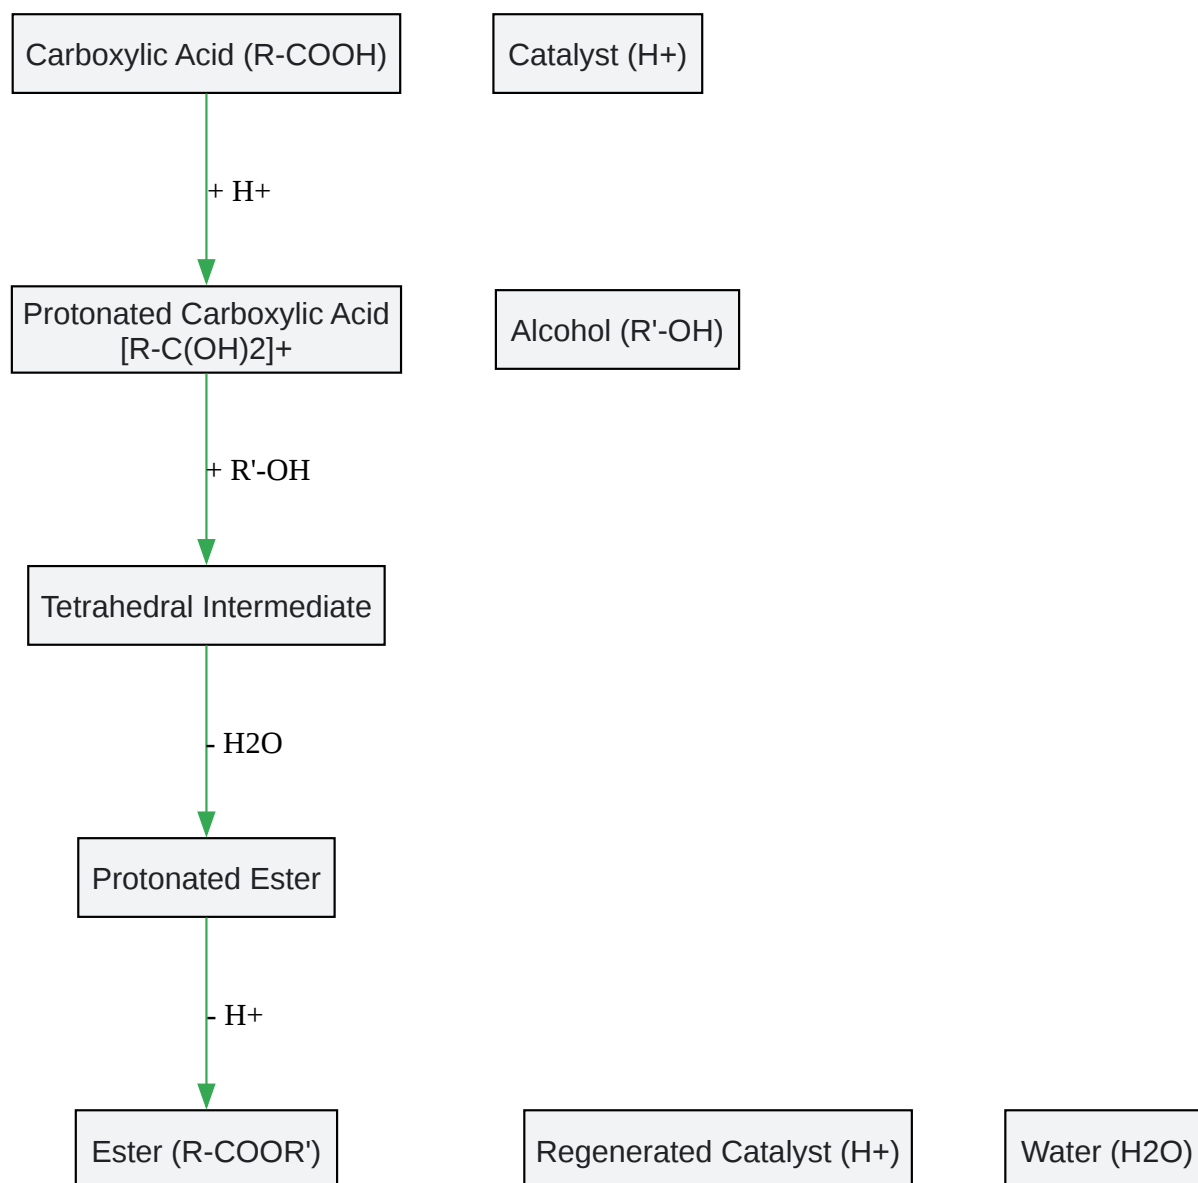 Carboxylic Acid (R-COOH)
Catalyst (H+)
+ H+
Protonated Carboxylic Acid
[R-C(OH)2]+
Alcohol (R'-OH)
+ R'-OH
Tetrahedral Intermediate
- H2O
Protonated Ester
- H+
Ester (R-COOR')
Regenerated Catalyst (H+)
Water (H2O)